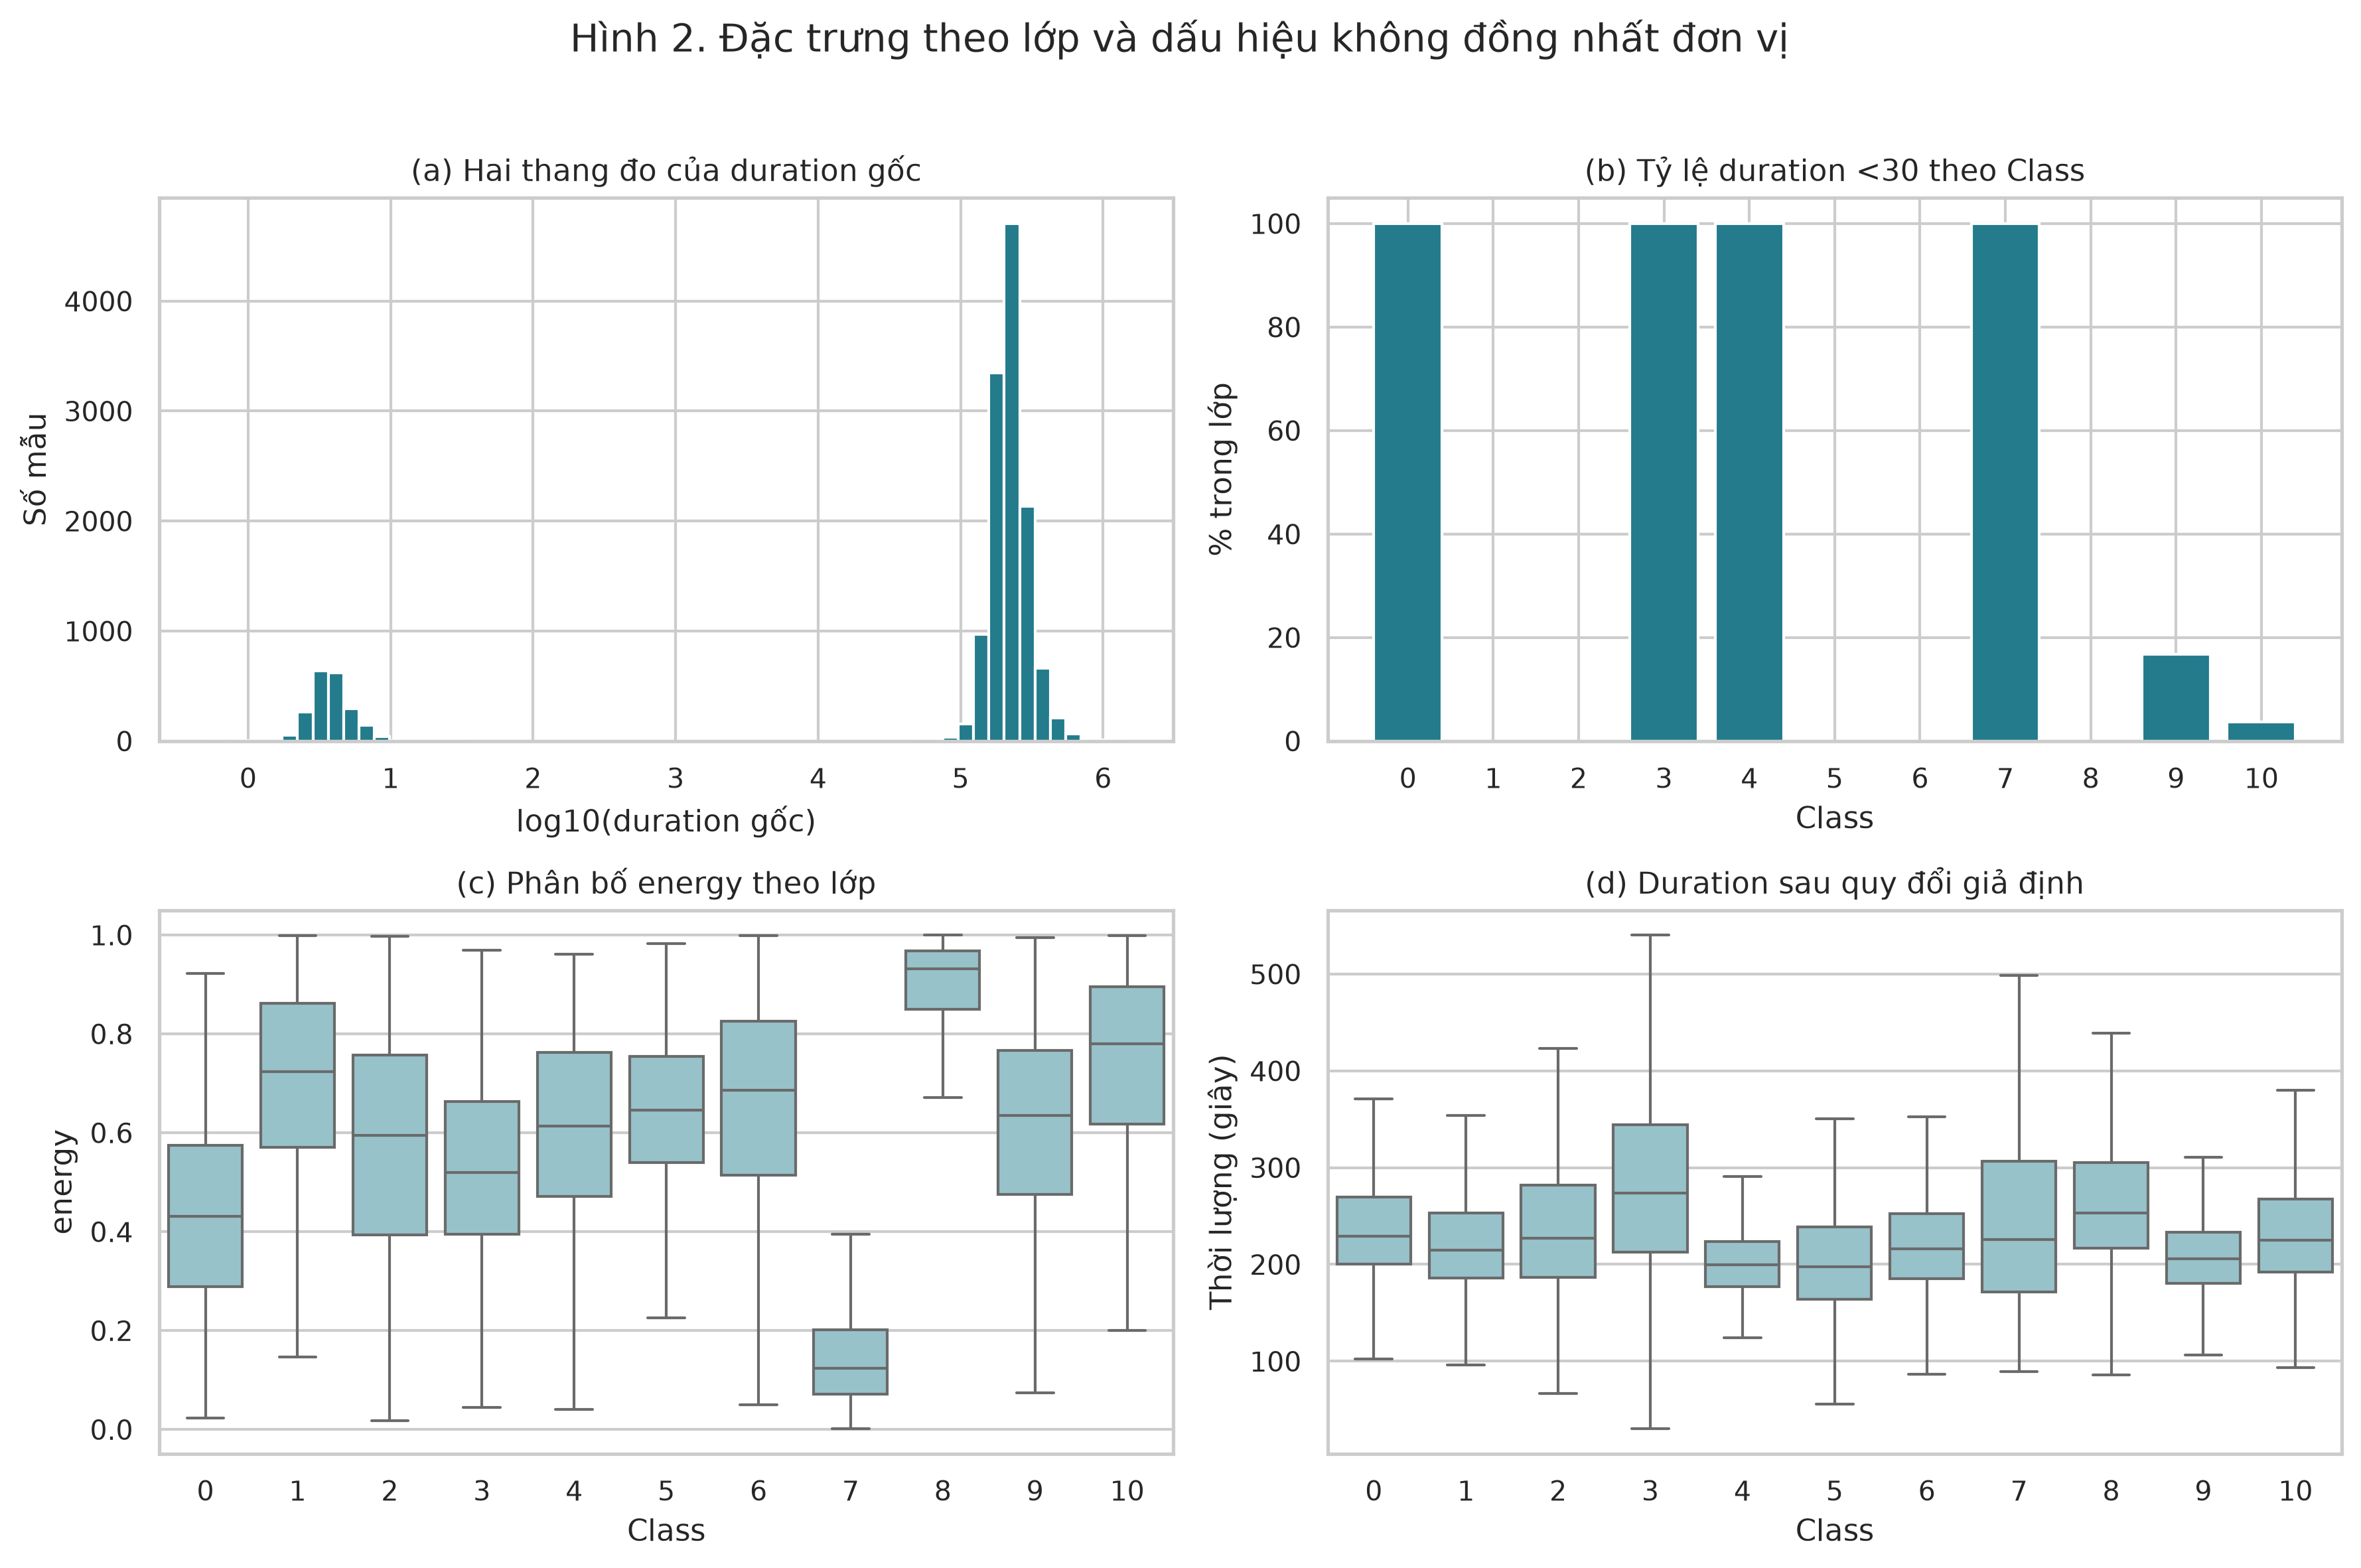 Hình 2. Đặc trưng theo lớp và dấu hiệu không đồng nhất đơn vị
(a) Hai thang đo của duration gốc
Số mẫu
4000
3000
2000
1000
0
0 1 2 3 4 5 6
log10(duration gốc)
(b) Tỷ lệ duration <30 theo Class
% trong lớp
100
80
60
40
20
0
0 1 2 3 4 5 6 7 8 9 10
Class
(c) Phân bố energy theo lớp
energy
1.0
0.8
0.6
0.4
0.2
0.0
0 1 2 3 4 5 6 7 8 9 10
Class
(d) Duration sau quy đổi giả định
Thời lượng (giây)
500
400
300
200
100
0 1 2 3 4 5 6 7 8 9 10
Class